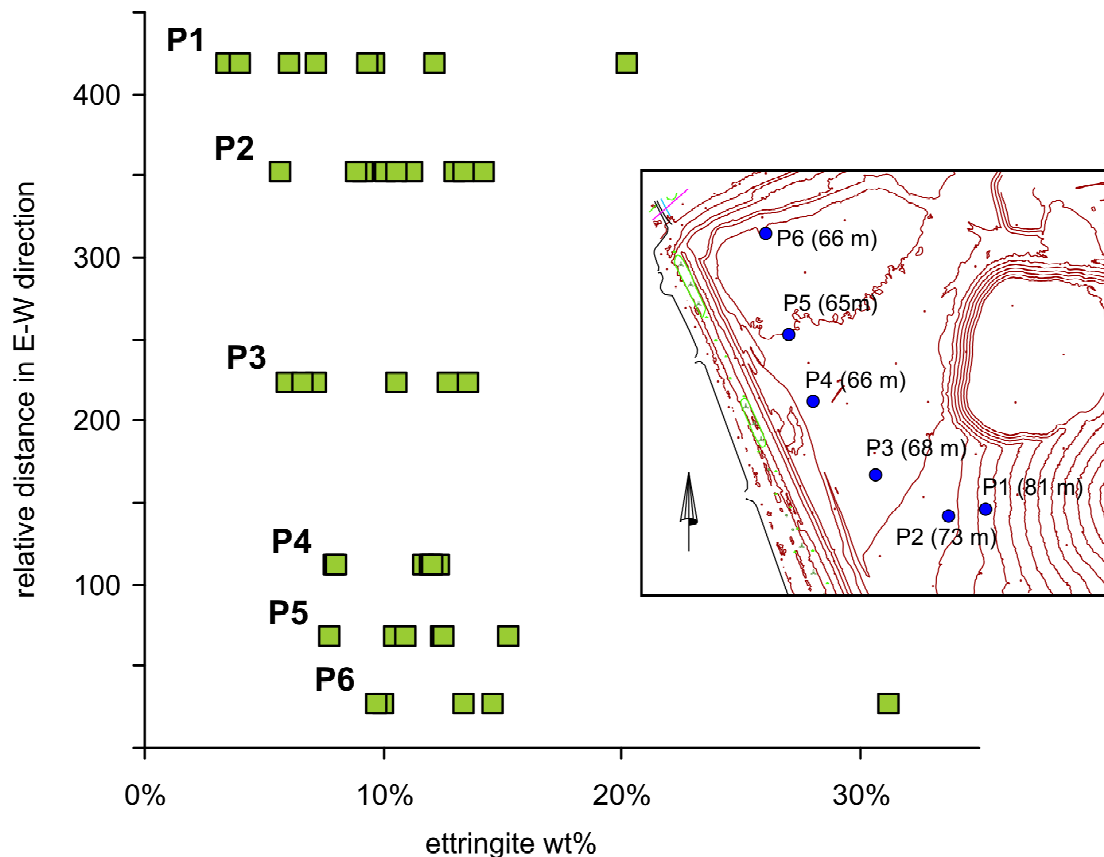 P1
400
P2
300
P3
200
P4
100
P5
P6
0%
10%
20%
30%
ettringite wt%
relative distance in E-W direction
P6 (66 m)
P5 (65m)
P4 (66 m)
P3 (68 m)
P1 (81 m)
P2 (73 m)